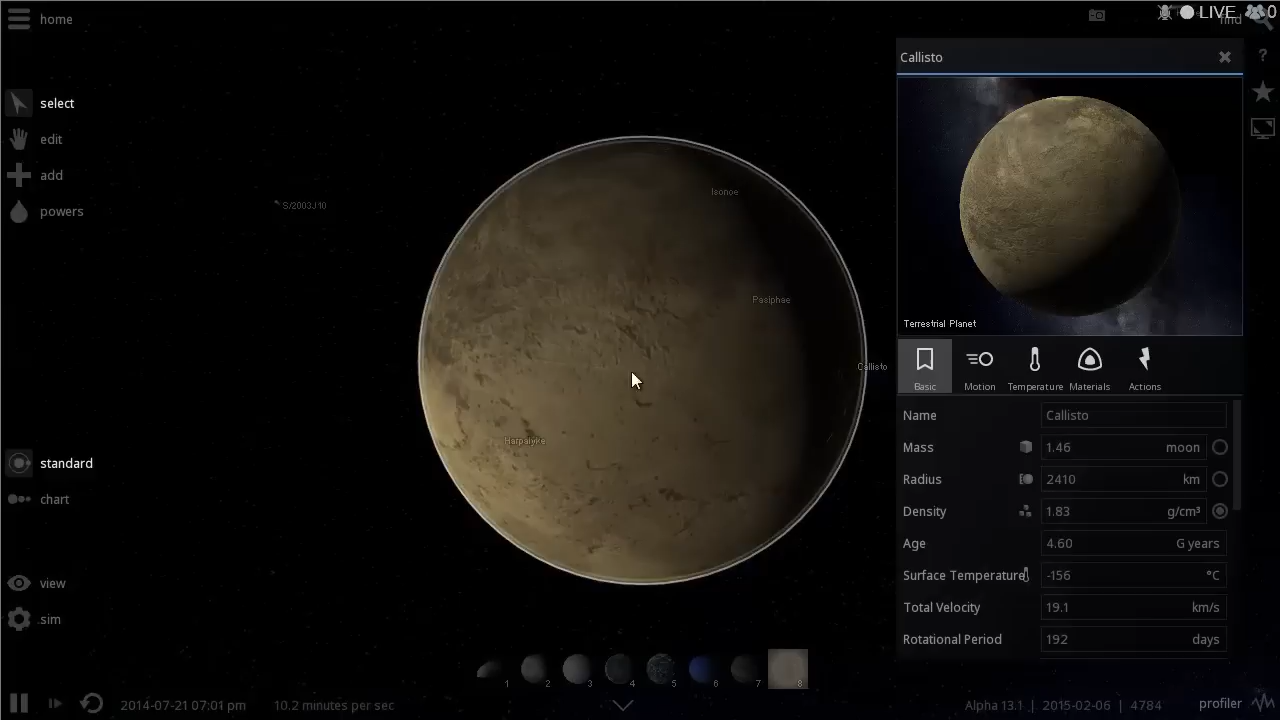 home
find
LIVE 0
Callisto
?
select
edit
add
powers
S/2003J10
Isonoe
Pasiphae
Callisto
Harpalyke
Terrestrial Planet
Basic Motion Temperature Materials Actions
Name Callisto
Mass 1.46 moon
Radius 2410 km
Density 1.83 g/cm³
Age 4.60 G years
Surface Temperature -156 °C
Total Velocity 19.1 km/s
Rotational Period 192 days
standard
chart
view
sim
1 2 3 4 5 6 7 8
2014-07-21 07:01 pm 10.2 minutes per sec
Alpha 13.1 | 2015-02-06 | 4784 profiler